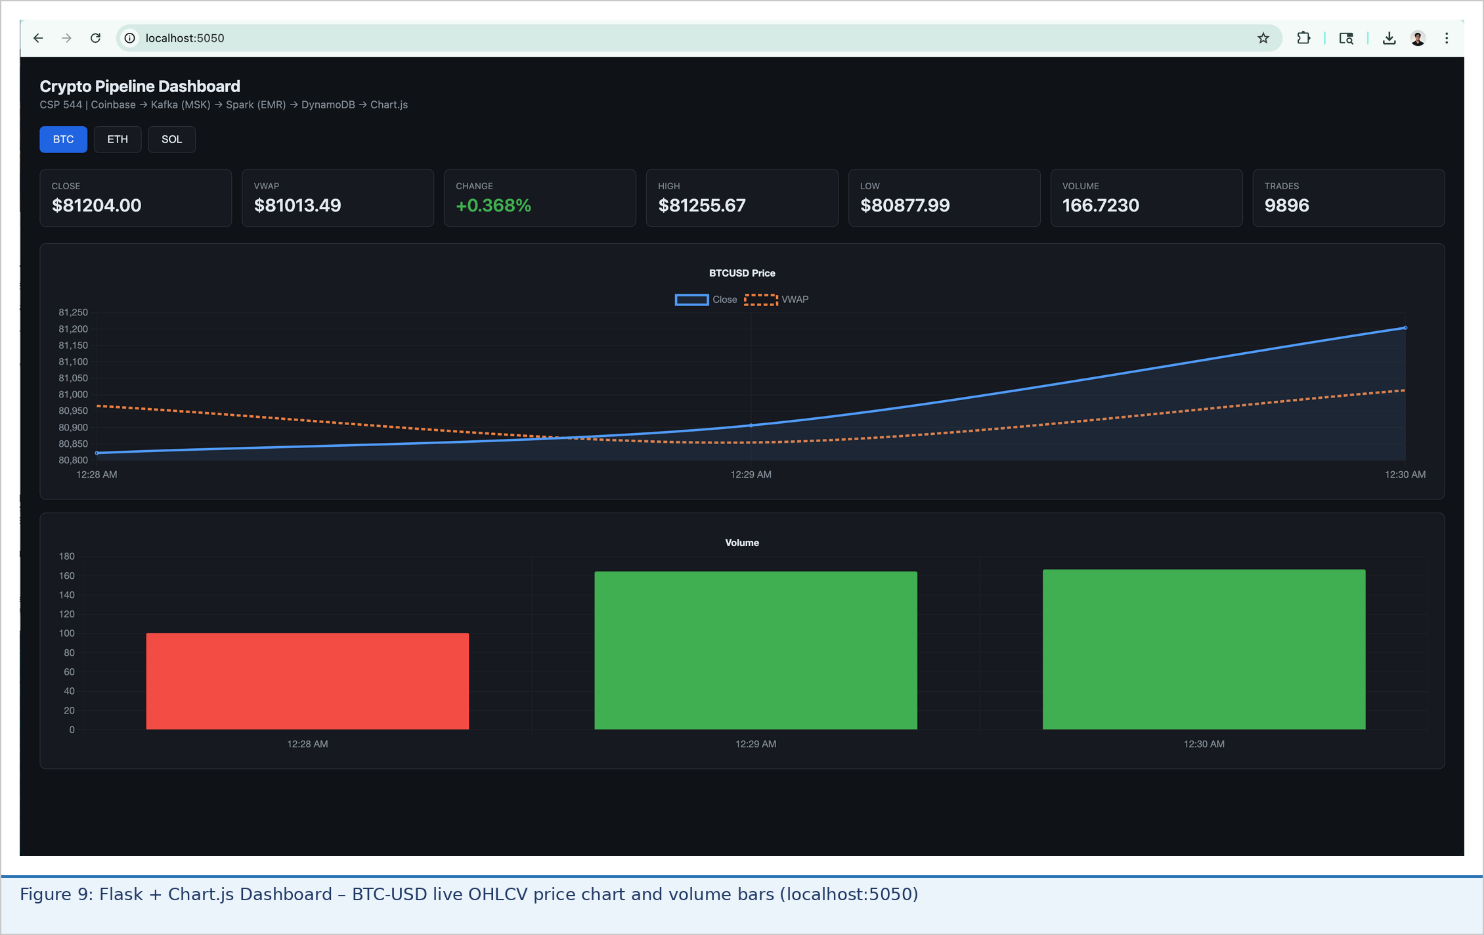 localhost:5050
Crypto Pipeline Dashboard
CSP 544 | Coinbase → Kafka (MSK) → Spark (EMR) → DynamoDB → Chart.js
BTC ETH SOL
CLOSE VWAP CHANGE HIGH LOW VOLUME TRADES
$81204.00 $81013.49 +0.368% $81255.67 $80877.99 166.7230 9896
BTCUSD Price
Close VWAP
81,250
81,200
81,150
81,100
81,050
81,000
80,950
80,900
80,850
80,800
12:28 AM 12:29 AM 12:30 AM
Volume
180
160
140
120
100
80
60
40
20
0
12:28 AM 12:29 AM 12:30 AM
Figure 9: Flask + Chart.js Dashboard – BTC-USD live OHLCV price chart and volume bars (localhost:5050)